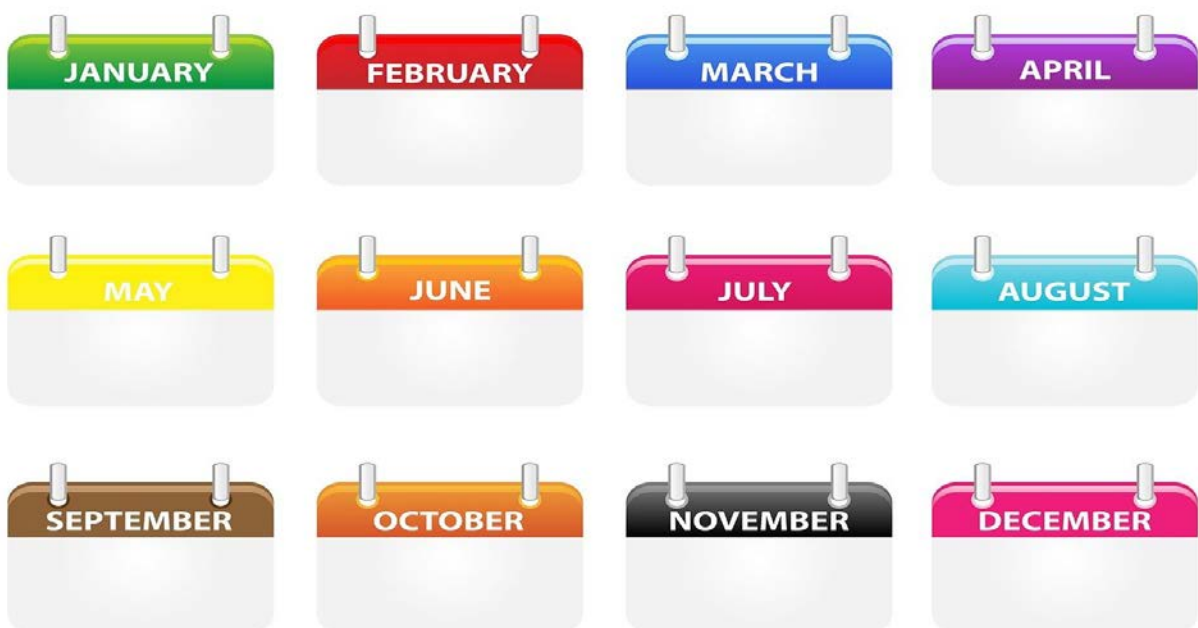 JANUARY
FEBRUARY
MARCH
APRIL
MAY
JUNE
JULY
AUGUST
SEPTEMBER
OCTOBER
NOVEMBER
DECEMBER